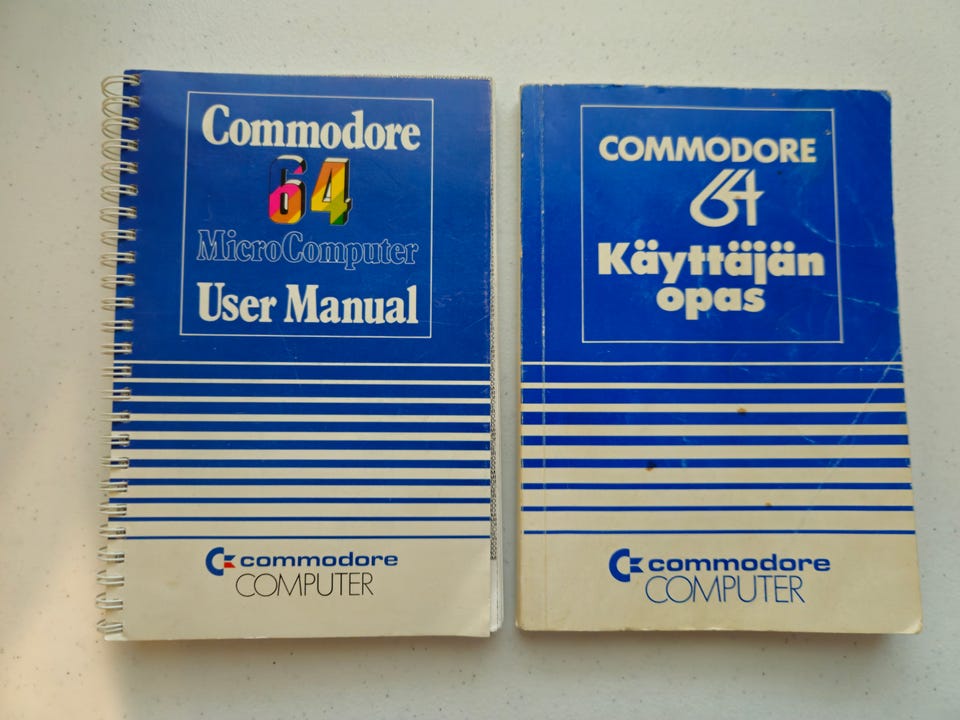 Commodore
64
MicroComputer
User Manual
commodore
COMPUTER
COMMODORE
64
Käyttäjän
opas
commodore
COMPUTER